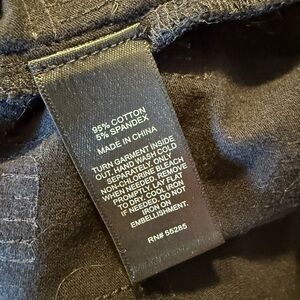 95% COTTON
5% SPANDEX
MADE IN CHINA
TURN GARMENT INSIDE
OUT. HAND WASH COLD
SEPARATELY. ONLY
NON-CHLORINE BLEACH
WHEN NEEDED. REMOVE
PROMPTLY. LAY FLAT
TO DRY. COOL IRON
IF NEEDED. DO NOT
IRON ON
EMBELLISHMENT.
RN# 55285